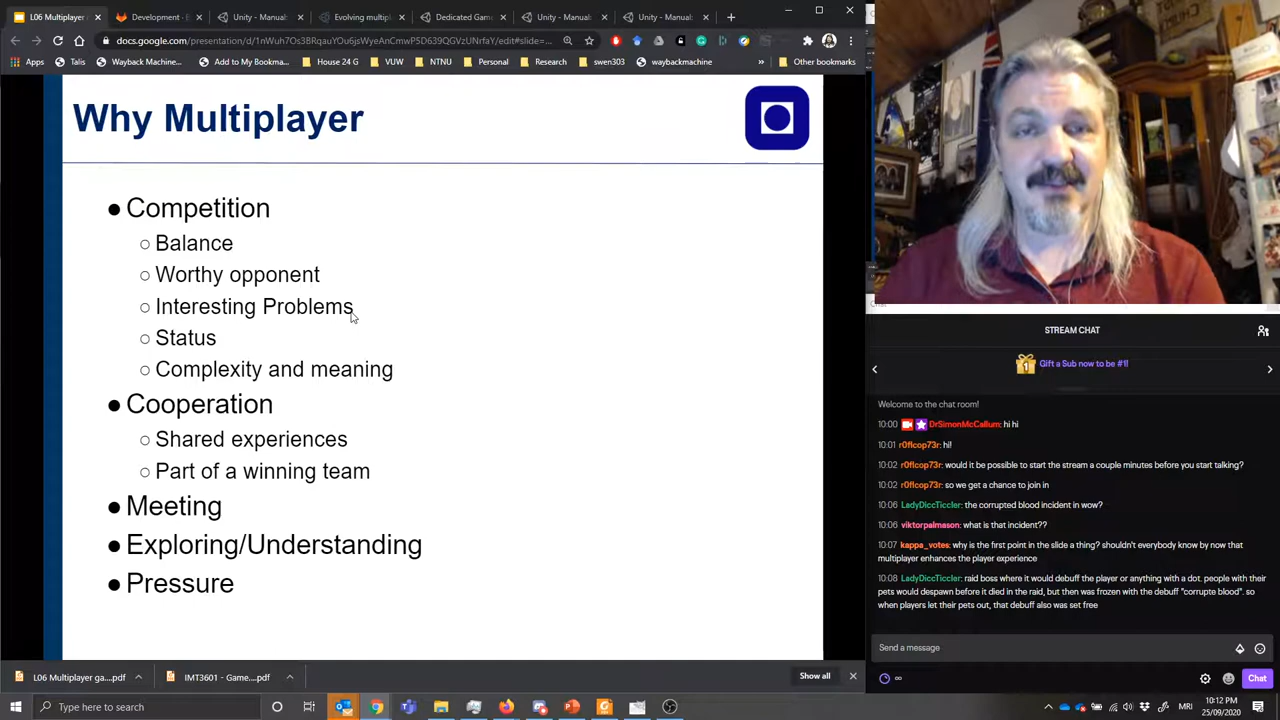 L06 Multiplayer
Development -
Evolving multipl
Dedicated Game
Unity - Manual:
Unity - Manual:
docs.google.com/presentation/d/1nWuh7Os3BRqauYOj6jsWyeAnCmwP5D639QGVzUNrfaY/edit#slide=...
Apps
Talis
Wayback Machine...
Add to My Bookma...
House 24 G
VUW
NTNU
Personal
Research
swen303
waybackmachine
»
Other bookmarks
Why Multiplayer
● Competition
○ Balance
○ Worthy opponent
○ Interesting Problems
○ Status
○ Complexity and meaning
● Cooperation
○ Shared experiences
○ Part of a winning team
● Meeting
● Exploring/Understanding
● Pressure
STREAM CHAT
1 Gift a Sub now to be #1!
Welcome to the chat room!
10:00 DrSimonMcCallum: hi hi
10:01 r0flcop73r: hi!
10:02 r0flcop73r: would it be possible to start the stream a couple minutes before you start talking?
10:02 r0flcop73r: so we get a chance to join in
10:06 LadyDiccTiccler: the corrupted blood incident in wow?
10:06 viktorpalmason: what is that incident??
10:07 kappa_votes: why is the first point in the slide a thing? shouldn't everybody know by now that
multiplayer enhances the player experience
10:08 LadyDiccTiccler: raid boss where it would debuff the player or anything with a dot. people with their
pets would despawn before it died in the raid, but then was frozen with the debuff "corrupte blood". so
when players let their pets out, that debuff also was set free
Send a message
∞
Chat
L06 Multiplayer ga....pdf
IMT3601 - Game....pdf
Show all
Type here to search
MRI
10:12 PM
25/09/2020